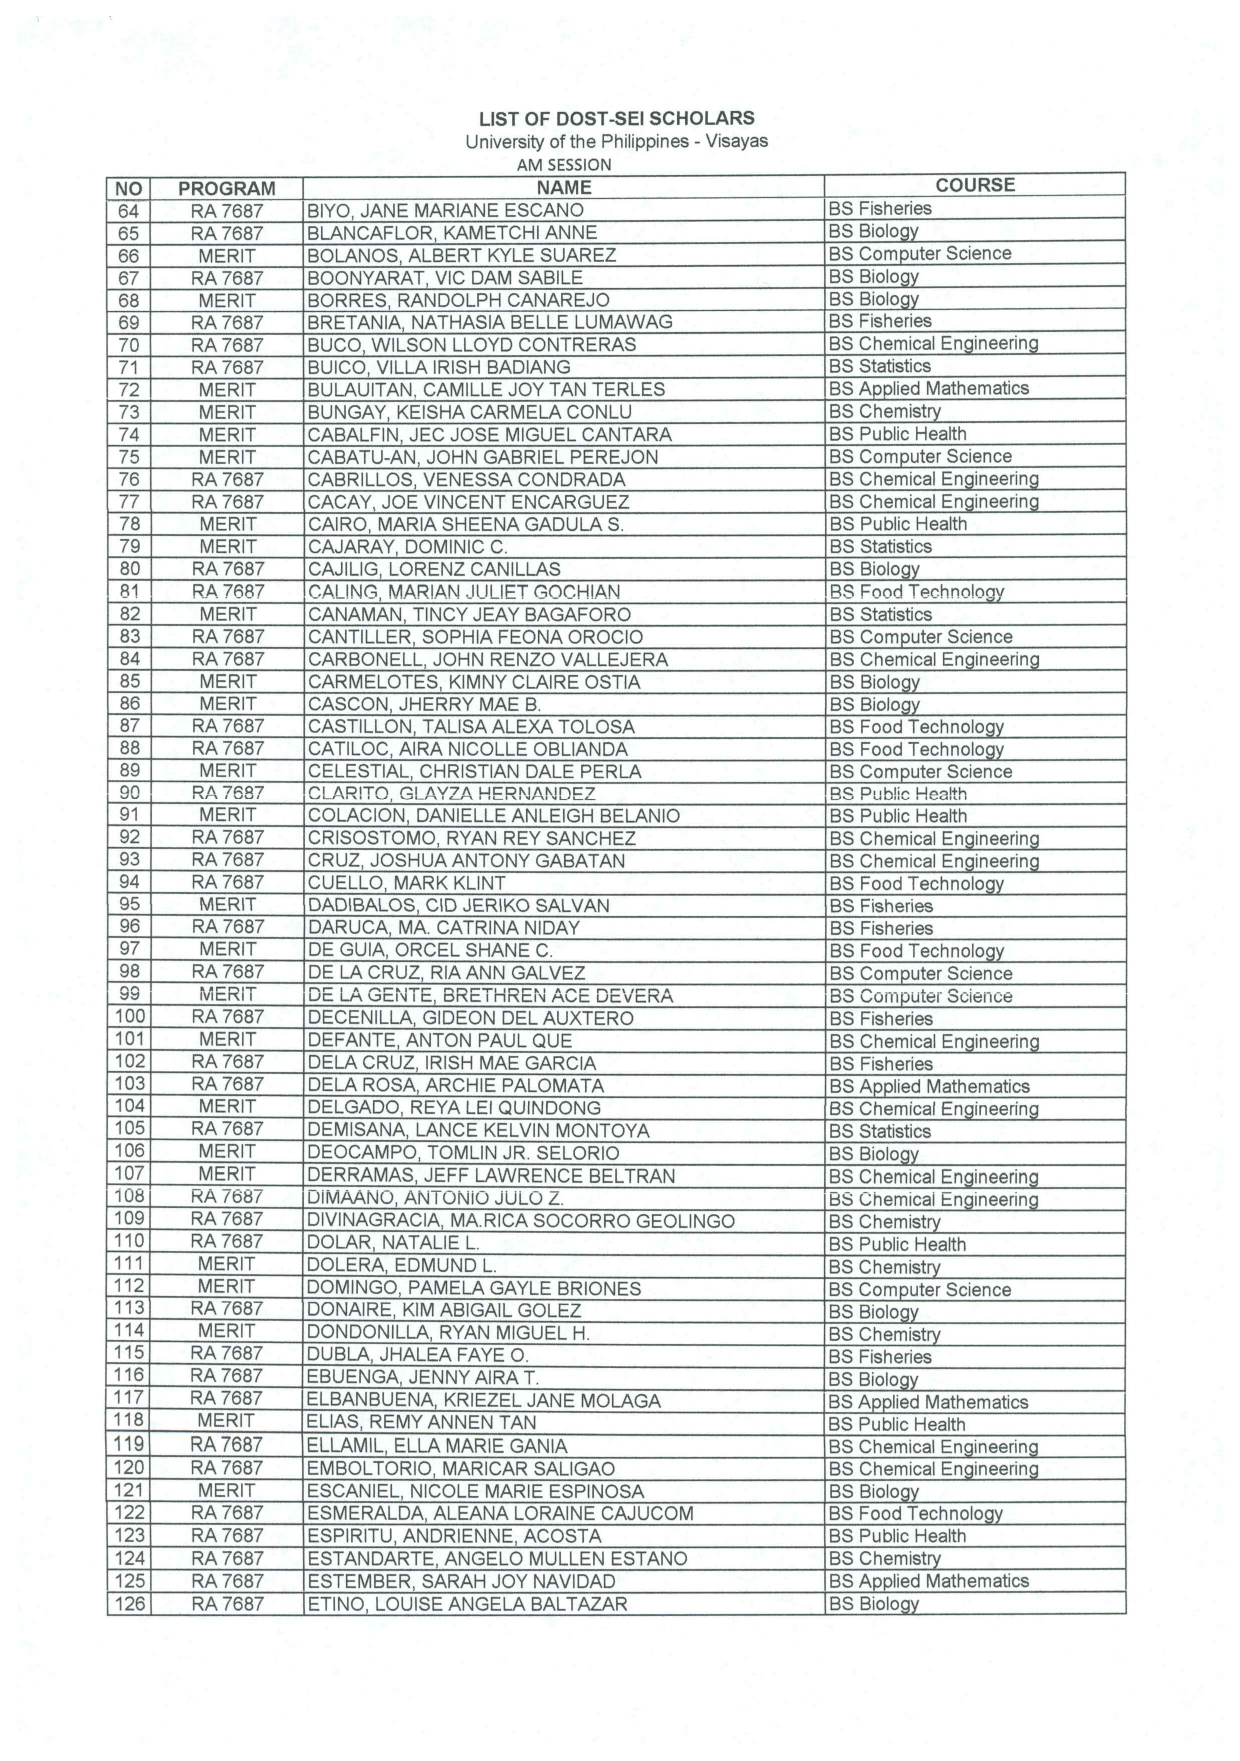 LIST OF DOST-SEI SCHOLARS
University of the Philippines - Visayas
AM SESSION
NO PROGRAM NAME COURSE
64 RA 7687 BIYO, JANE MARIANE ESCANO BS Fisheries
65 RA 7687 BLANCAFLOR, KAMETCHI ANNE BS Biology
66 MERIT BOLANOS, ALBERT KYLE SUAREZ BS Computer Science
67 RA 7687 BOONYARAT, VIC DAM SABILE BS Biology
68 MERIT BORRES, RANDOLPH CANAREJO BS Biology
69 RA 7687 BRETANIA, NATHASIA BELLE LUMAWAG BS Fisheries
70 RA 7687 BUCO, WILSON LLOYD CONTRERAS BS Chemical Engineering
71 RA 7687 BUICO, VILLA IRISH BADIANG BS Statistics
72 MERIT BULAUITAN, CAMILLE JOY TAN TERLES BS Applied Mathematics
73 MERIT BUNGAY, KEISHA CARMELA CONLU BS Chemistry
74 MERIT CABALFIN, JEC JOSE MIGUEL CANTARA BS Public Health
75 MERIT CABATU-AN, JOHN GABRIEL PEREJON BS Computer Science
76 RA 7687 CABRILLOS, VENESSA CONDRADA BS Chemical Engineering
77 RA 7687 CACAY, JOE VINCENT ENCARGUEZ BS Chemical Engineering
78 MERIT CAIRO, MARIA SHEENA GADULA S. BS Public Health
79 MERIT CAJARAY, DOMINIC C. BS Statistics
80 RA 7687 CAJILIG, LORENZ CANILLAS BS Biology
81 RA 7687 CALING, MARIAN JULIET GOCHIAN BS Food Technology
82 MERIT CANAMAN, TINCY JEAY BAGAFORO BS Statistics
83 RA 7687 CANTILLER, SOPHIA FEONA OROCIO BS Computer Science
84 RA 7687 CARBONELL, JOHN RENZO VALLEJERA BS Chemical Engineering
85 MERIT CARMELOTES, KIMNY CLAIRE OSTIA BS Biology
86 MERIT CASCON, JHERRY MAE B. BS Biology
87 RA 7687 CASTILLON, TALISA ALEXA TOLOSA BS Food Technology
88 RA 7687 CATILOC, AIRA NICOLLE OBLIANDA BS Food Technology
89 MERIT CELESTIAL, CHRISTIAN DALE PERLA BS Computer Science
90 RA 7687 CLARITO, GLAYZA HERNANDEZ BS Public Health
91 MERIT COLACION, DANIELLE ANLEIGH BELANIO BS Public Health
92 RA 7687 CRISOSTOMO, RYAN REY SANCHEZ BS Chemical Engineering
93 RA 7687 CRUZ, JOSHUA ANTONY GABATAN BS Chemical Engineering
94 RA 7687 CUELLO, MARK KLINT BS Food Technology
95 MERIT DADIBALOS, CID JERIKO SALVAN BS Fisheries
96 RA 7687 DARUCA, MA. CATRINA NIDAY BS Fisheries
97 MERIT DE GUIA, ORCEL SHANE C. BS Food Technology
98 RA 7687 DE LA CRUZ, RIA ANN GALVEZ BS Computer Science
99 MERIT DE LA GENTE, BRETHREN ACE DEVERA BS Computer Science
100 RA 7687 DECENILLA, GIDEON DEL AUXTERO BS Fisheries
101 MERIT DEFANTE, ANTON PAUL QUE BS Chemical Engineering
102 RA 7687 DELA CRUZ, IRISH MAE GARCIA BS Fisheries
103 RA 7687 DELA ROSA, ARCHIE PALOMATA BS Applied Mathematics
104 MERIT DELGADO, REYA LEI QUINDONG BS Chemical Engineering
105 RA 7687 DEMISANA, LANCE KELVIN MONTOYA BS Statistics
106 MERIT DEOCAMPO, TOMLIN JR. SELORIO BS Biology
107 MERIT DERRAMAS, JEFF LAWRENCE BELTRAN BS Chemical Engineering
108 RA 7687 DIMAANO, ANTONIO JULO Z. BS Chemical Engineering
109 RA 7687 DIVINAGRACIA, MA.RICA SOCORRO GEOLINGO BS Chemistry
110 RA 7687 DOLAR, NATALIE L. BS Public Health
111 MERIT DOLERA, EDMUND L. BS Chemistry
112 MERIT DOMINGO, PAMELA GAYLE BRIONES BS Computer Science
113 RA 7687 DONAIRE, KIM ABIGAIL GOLEZ BS Biology
114 MERIT DONDONILLA, RYAN MIGUEL H. BS Chemistry
115 RA 7687 DUBLA, JHALEA FAYE O. BS Fisheries
116 RA 7687 EBUENGA, JENNY AIRA T. BS Biology
117 RA 7687 ELBANBUENA, KRIEZEL JANE MOLAGA BS Applied Mathematics
118 MERIT ELIAS, REMY ANNEN TAN BS Public Health
119 RA 7687 ELLAMIL, ELLA MARIE GANIA BS Chemical Engineering
120 RA 7687 EMBOLTORIO, MARICAR SALIGAO BS Chemical Engineering
121 MERIT ESCANIEL, NICOLE MARIE ESPINOSA BS Biology
122 RA 7687 ESMERALDA, ALEANA LORAINE CAJUCOM BS Food Technology
123 RA 7687 ESPIRITU, ANDRIENNE, ACOSTA BS Public Health
124 RA 7687 ESTANDARTE, ANGELO MULLEN ESTANO BS Chemistry
125 RA 7687 ESTEMBER, SARAH JOY NAVIDAD BS Applied Mathematics
126 RA 7687 ETINO, LOUISE ANGELA BALTAZAR BS Biology